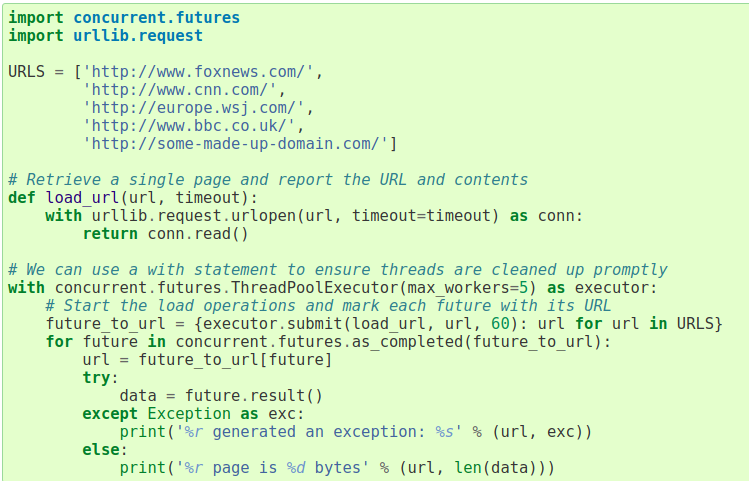 import concurrent.futures
import urllib.request

URLS = ['http://www.foxnews.com/',
        'http://www.cnn.com/',
        'http://europe.wsj.com/',
        'http://www.bbc.co.uk/',
        'http://some-made-up-domain.com/']

# Retrieve a single page and report the URL and contents
def load_url(url, timeout):
    with urllib.request.urlopen(url, timeout=timeout) as conn:
        return conn.read()

# We can use a with statement to ensure threads are cleaned up promptly
with concurrent.futures.ThreadPoolExecutor(max_workers=5) as executor:
    # Start the load operations and mark each future with its URL
    future_to_url = {executor.submit(load_url, url, 60): url for url in URLS}
    for future in concurrent.futures.as_completed(future_to_url):
        url = future_to_url[future]
        try:
            data = future.result()
        except Exception as exc:
            print('%r generated an exception: %s' % (url, exc))
        else:
            print('%r page is %d bytes' % (url, len(data)))